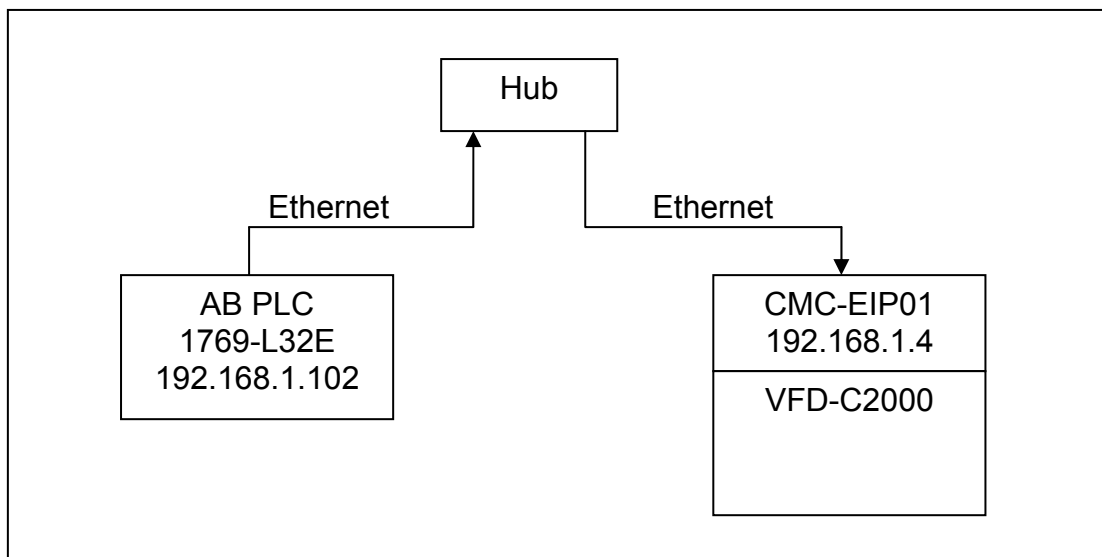 Hub
Ethernet
Ethernet
AB PLC
1769-L32E
192.168.1.102
CMC-EIP01
192.168.1.4
VFD-C2000